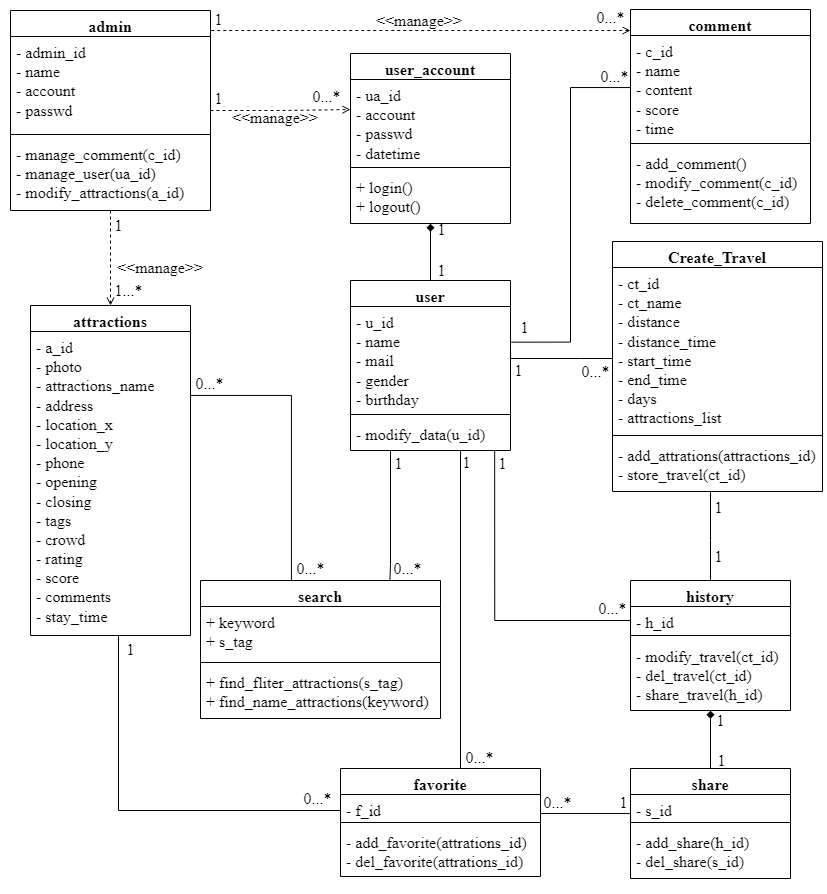 admin
- admin_id
- name
- account
- passwd
- manage_comment(c_id)
- manage_user(ua_id)
- modify_attractions(a_id)
1
<<manage>>
0...*
comment
- c_id
- name
- content
- score
- time
- add_comment()
- modify_comment(c_id)
- delete_comment(c_id)
1
<<manage>>
0...*
user_account
- ua_id
- account
- passwd
- datetime
+ login()
+ logout()
0...*
1
<<manage>>
1...*
1
1
user
- u_id
- name
- mail
- gender
- birthday
- modify_data(u_id)
1
1
0...*
Create_Travel
- ct_id
- ct_name
- distance
- distance_time
- start_time
- end_time
- days
- attractions_list
- add_attrations(attractions_id)
- store_travel(ct_id)
attractions
- a_id
- photo
- attractions_name
- address
- location_x
- location_y
- phone
- opening
- closing
- tags
- crowd
- rating
- score
- comments
- stay_time
0...*
0...*
1
0...*
1
1
1
1
search
+ keyword
+ s_tag
+ find_fliter_attractions(s_tag)
+ find_name_attractions(keyword)
0...*
history
- h_id
- modify_travel(ct_id)
- del_travel(ct_id)
- share_travel(h_id)
1
1
1
0...*
0...*
favorite
- f_id
- add_favorite(attrations_id)
- del_favorite(attrations_id)
0...*
1
share
- s_id
- add_share(h_id)
- del_share(s_id)